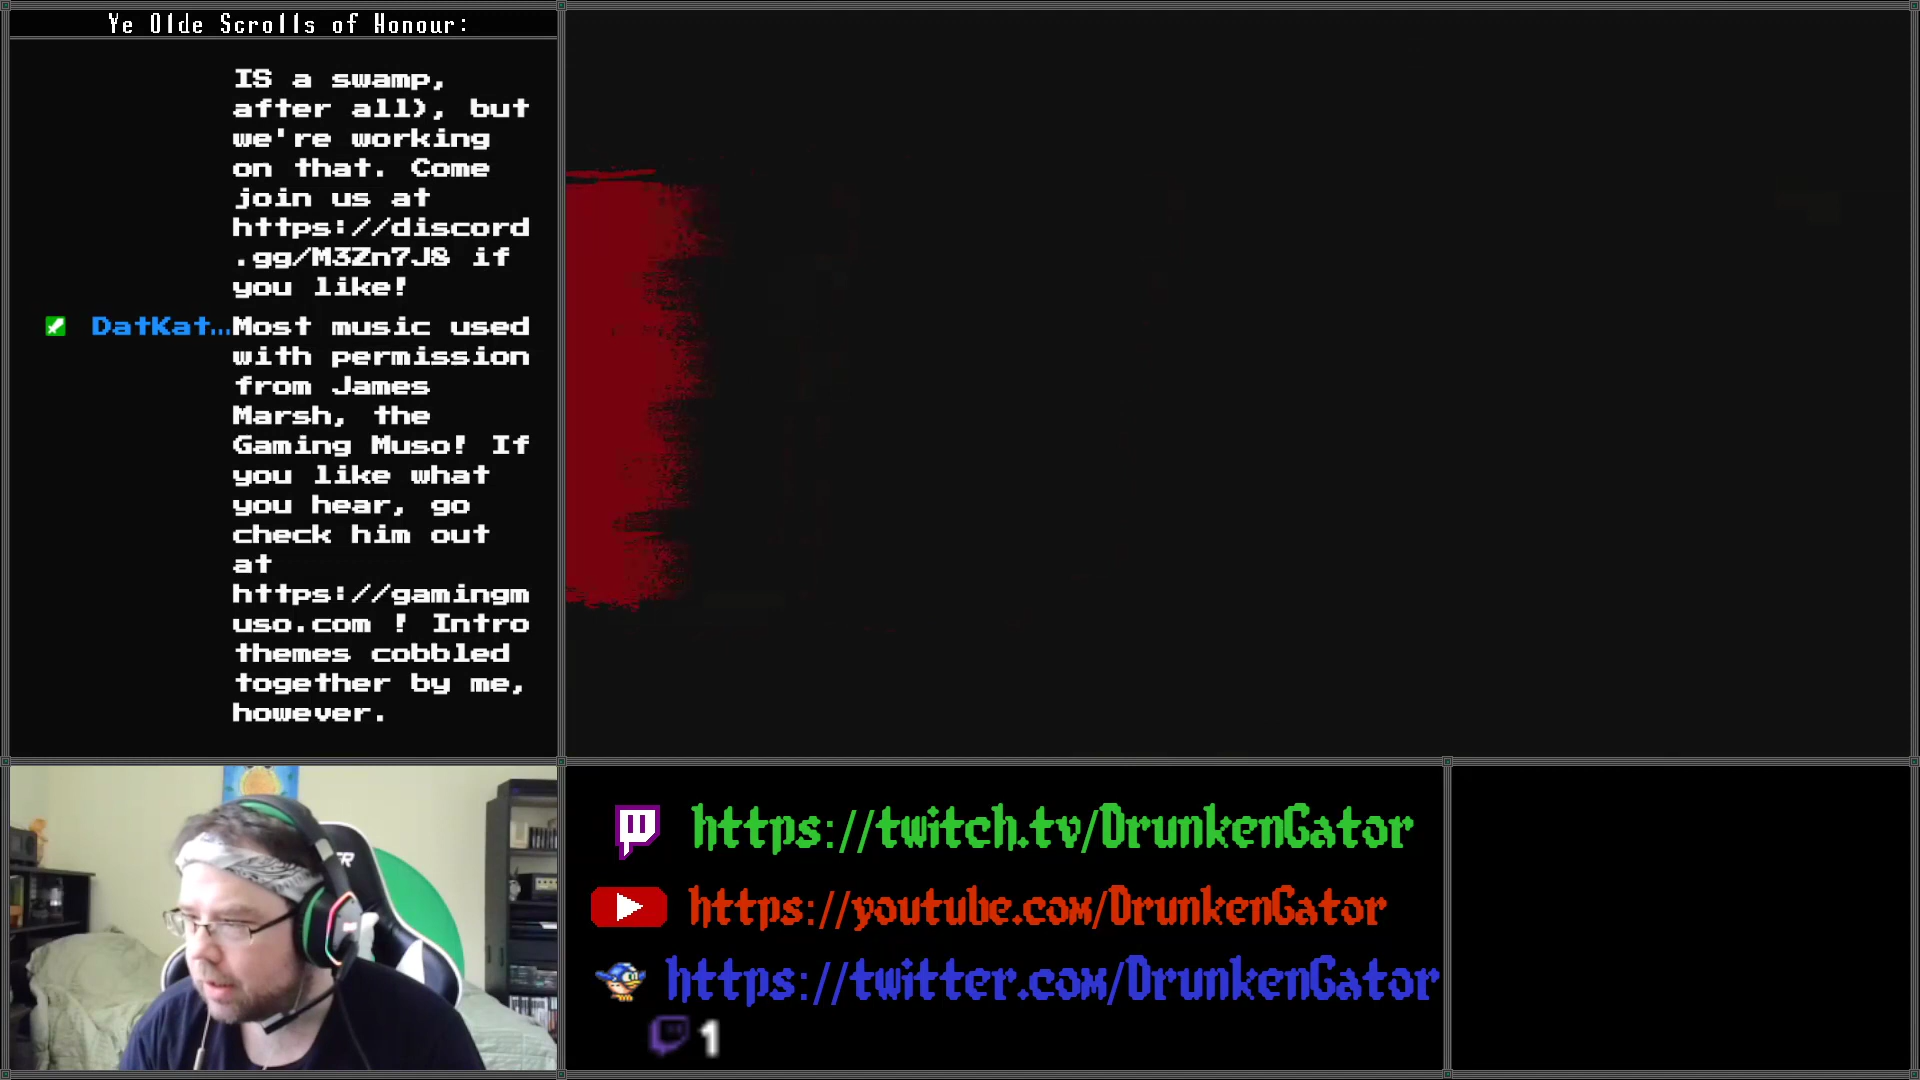 Ye Olde Scrolls of Honour:
IS a swamp,
after all), but
we're working
on that. Come
join us at
https://discord
.gg/M3Zn7J8 if
you like!
DatKat...Most music used
with permission
from James
Marsh, the
Gaming Muso! If
you like what
you hear, go
check him out
at
https://gamingm
uso.com ! Intro
themes cobbled
together by me,
however.
https://twitch.tv/DrunkenGator
https://youtube.com/DrunkenGator
https://twitter.com/DrunkenGator
1